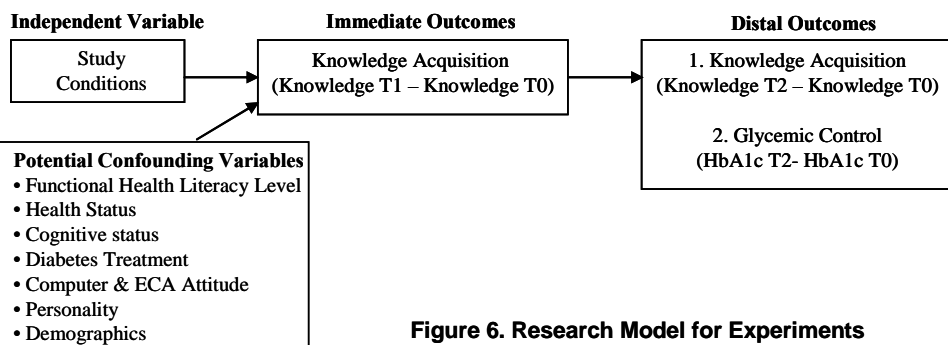 Independent Variable
Study
Conditions
Immediate Outcomes
Knowledge Acquisition
(Knowledge T1 – Knowledge T0)
Distal Outcomes
1. Knowledge Acquisition
(Knowledge T2 – Knowledge T0)
2. Glycemic Control
(HbA1c T2- HbA1c T0)
Potential Confounding Variables
• Functional Health Literacy Level
• Health Status
• Cognitive status
• Diabetes Treatment
• Computer & ECA Attitude
• Personality
• Demographics
Figure 6. Research Model for Experiments